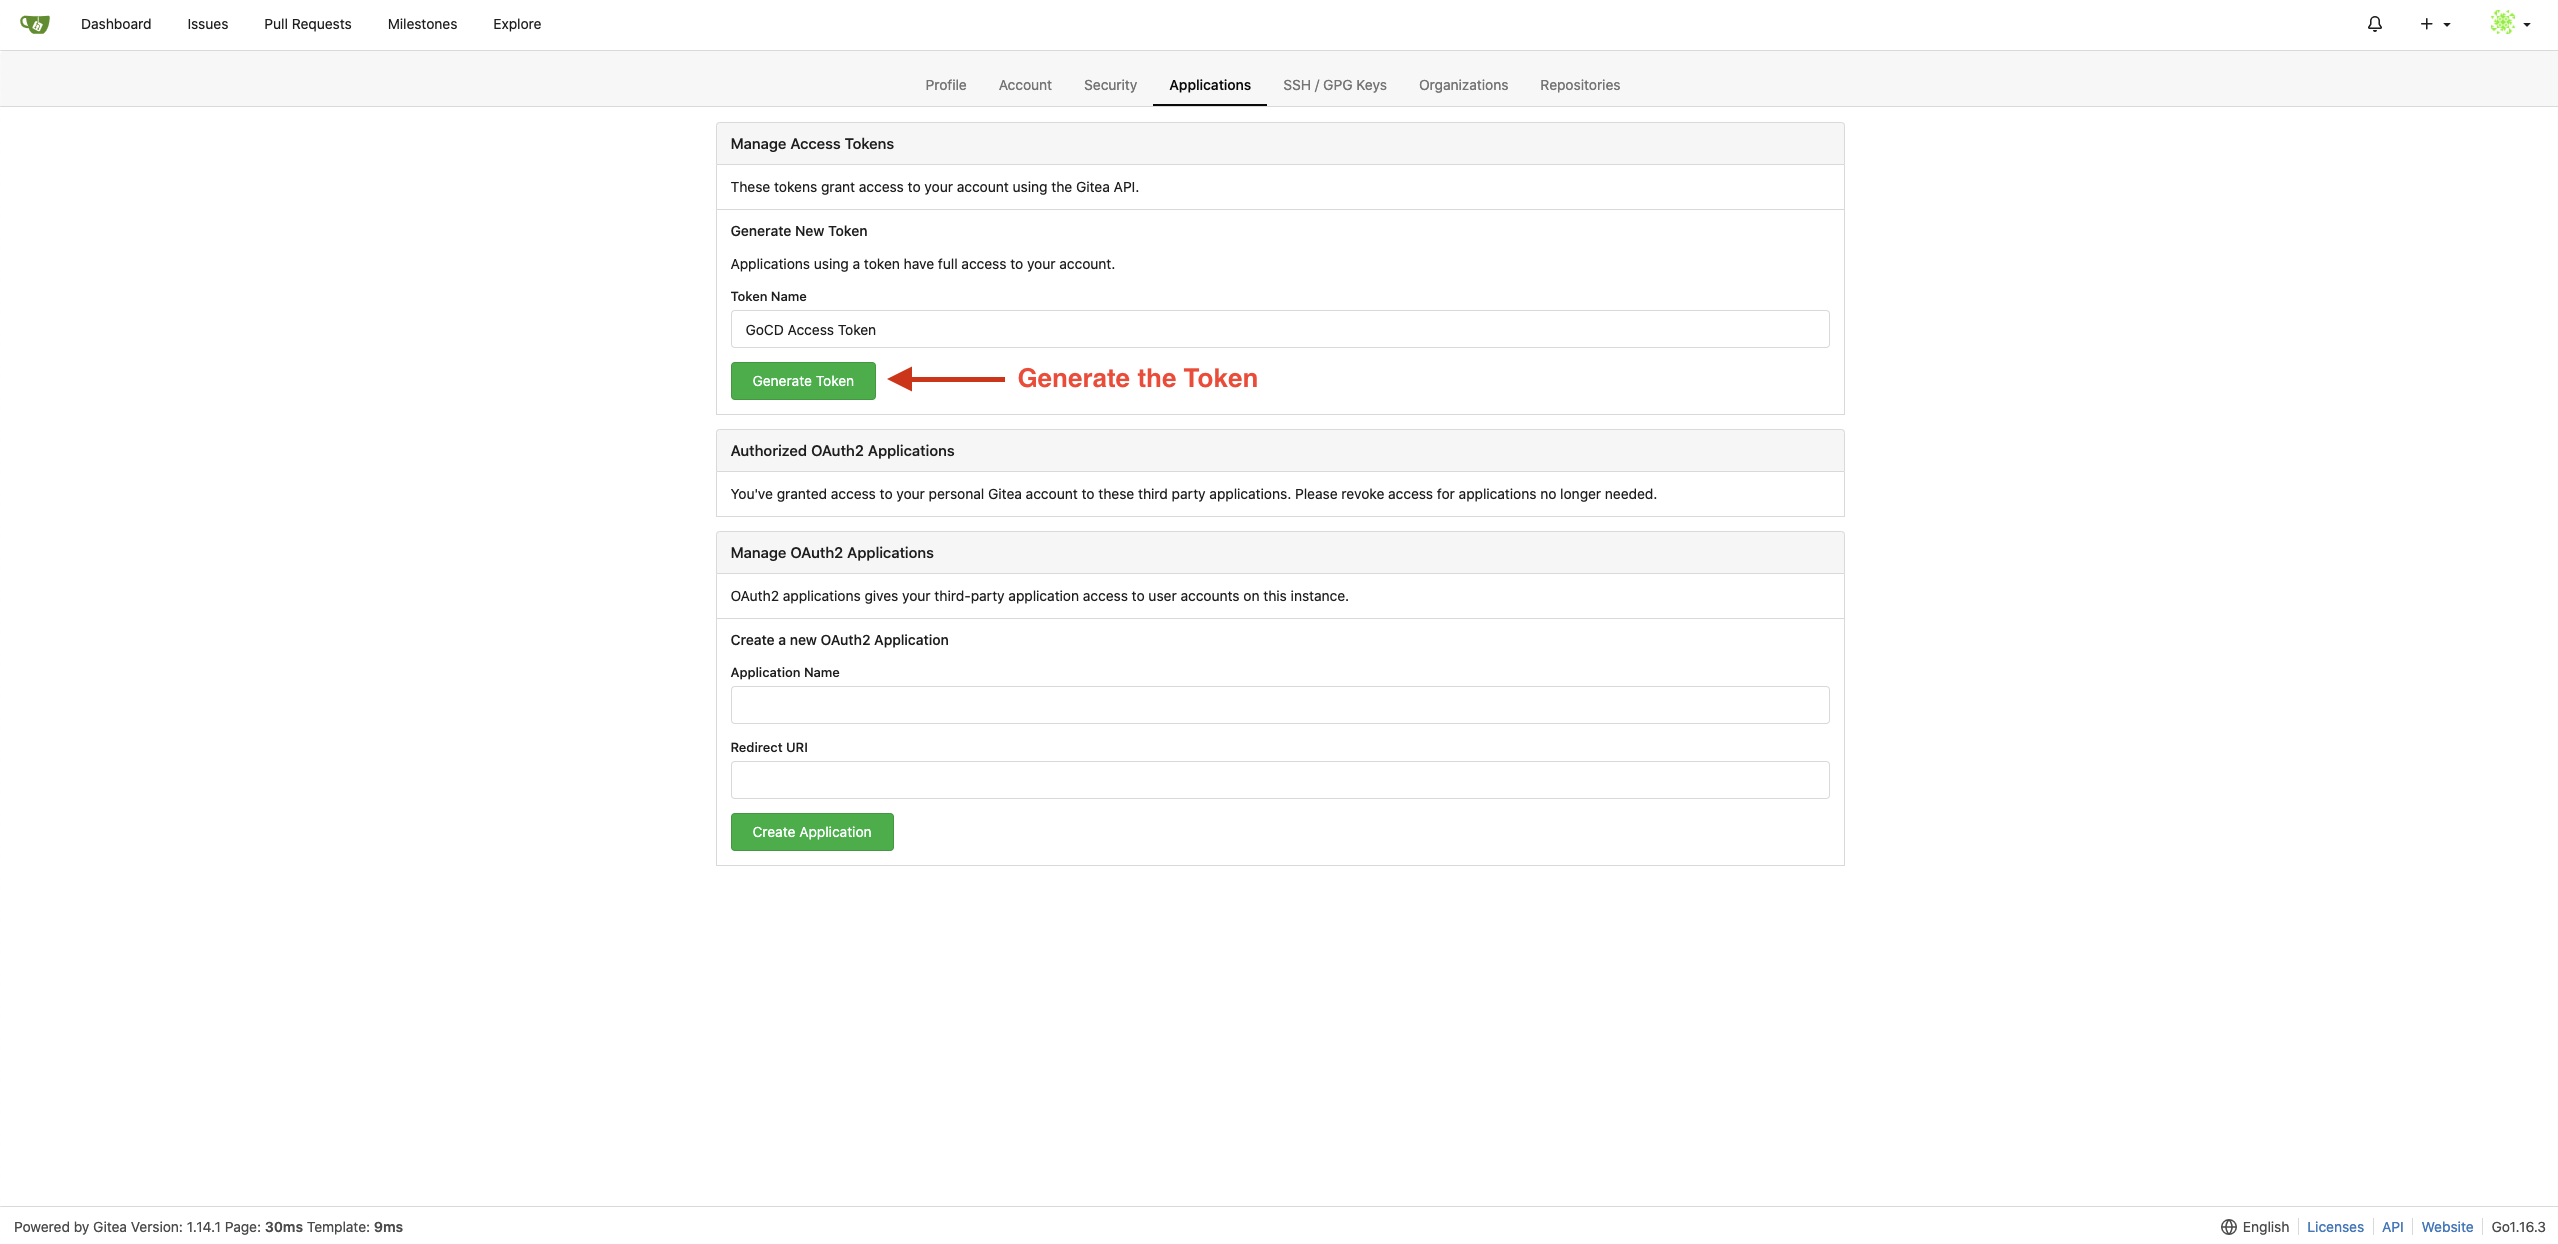 Dashboard Issues Pull Requests Milestones Explore
Profile Account Security Applications SSH / GPG Keys Organizations Repositories
Manage Access Tokens
These tokens grant access to your account using the Gitea API.
Generate New Token
Applications using a token have full access to your account.
Token Name
GoCD Access Token
Generate Token Generate the Token
Authorized OAuth2 Applications
You've granted access to your personal Gitea account to these third party applications. Please revoke access for applications no longer needed.
Manage OAuth2 Applications
OAuth2 applications gives your third-party application access to user accounts on this instance.
Create a new OAuth2 Application
Application Name
Redirect URI
Create Application
Powered by Gitea Version: 1.14.1 Page: 30ms Template: 9ms English Licenses API Website Go1.16.3